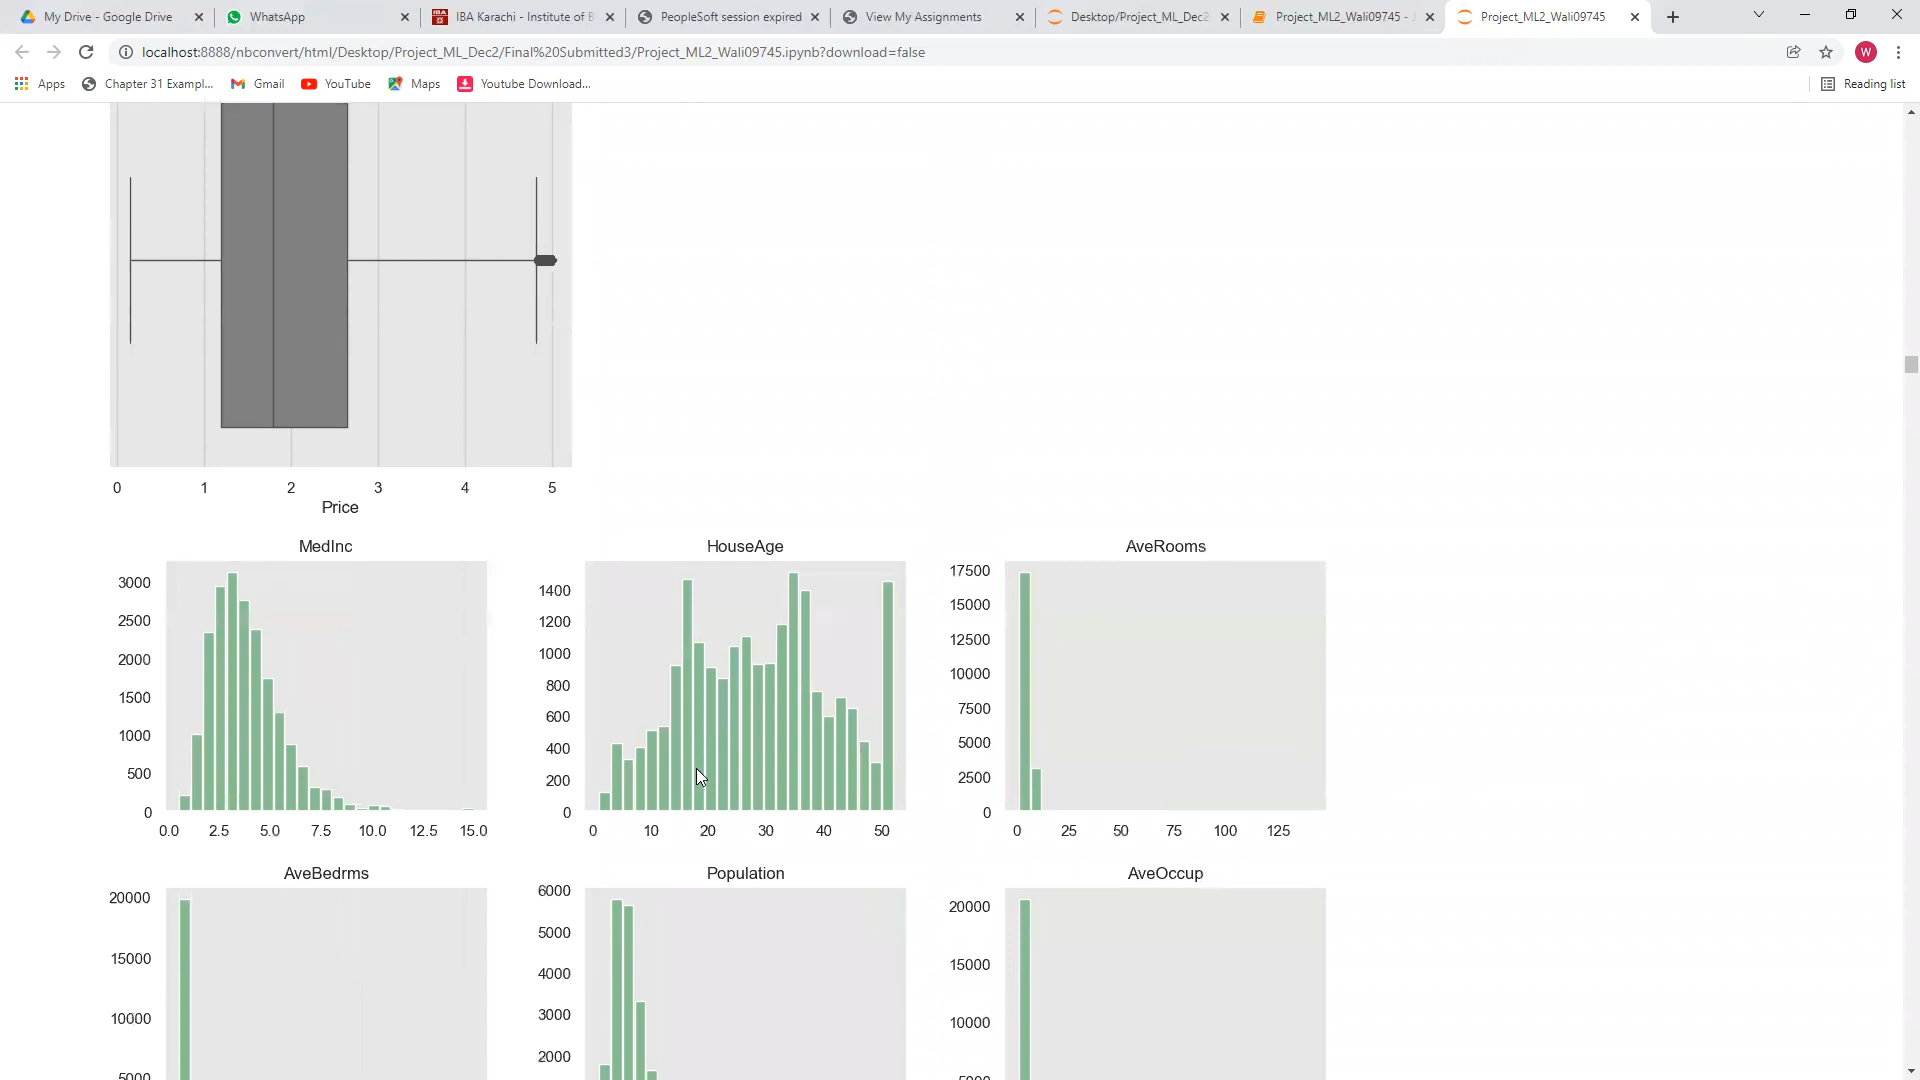 My Drive - Google Drive
WhatsApp
IBA Karachi - Institute of B
PeopleSoft session expired
View My Assignments
Desktop/Project_ML_Dec2
Project_ML2_Wali09745 - J
Project_ML2_Wali09745
localhost:8888/nbconvert/html/Desktop/Project_ML_Dec2/Final%20Submitted3/Project_ML2_Wali09745.ipynb?download=false
W
Apps
Chapter 31 Exampl...
Gmail
YouTube
Maps
Youtube Download...
Reading list
0 1 2 3 4 5
Price
MedInc
3000
2500
2000
1500
1000
500
0
0.0 2.5 5.0 7.5 10.0 12.5 15.0
HouseAge
1400
1200
1000
800
600
400
200
0
0 10 20 30 40 50
AveRooms
17500
15000
12500
10000
7500
5000
2500
0
0 25 50 75 100 125
AveBedrms
20000
15000
10000
5000
Population
6000
5000
4000
3000
2000
AveOccup
20000
15000
10000
5000